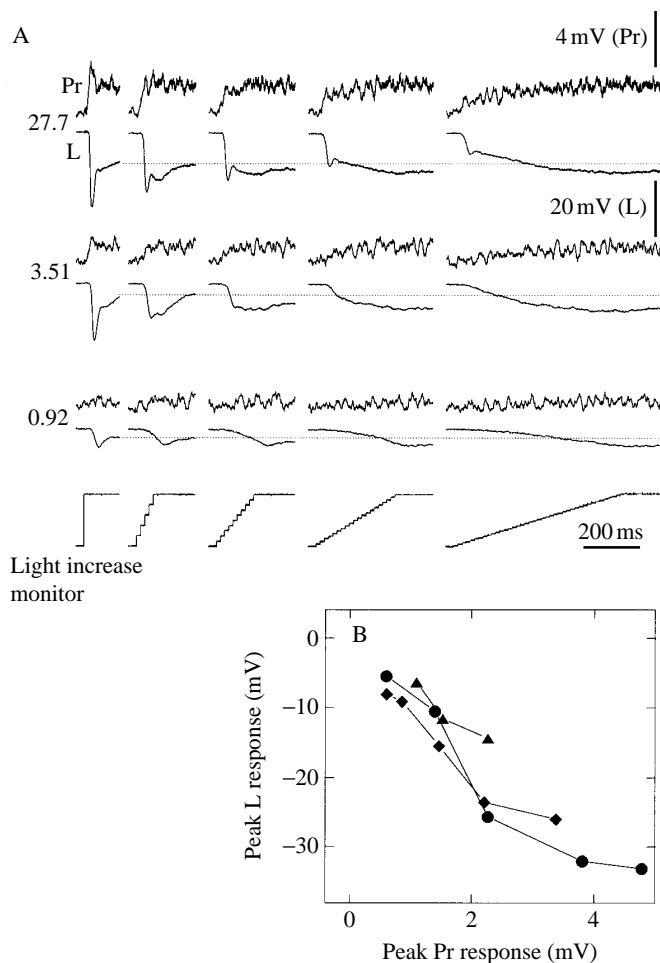 A
4 mV (Pr)
Pr
27.7
L
20 mV (L)
3.51
0.92
200 ms
Light increase
monitor
B
0
−10
−20
−30
Peak L response (mV)
0
2
4
Peak Pr response (mV)